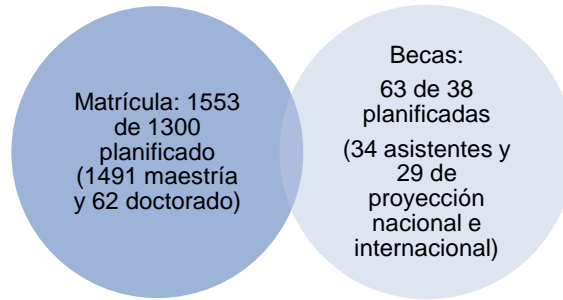 Matrícula: 1553
de 1300
planificado
(1491 maestría
y 62 doctorado)
Becas:
63 de 38
planificadas
(34 asistentes y
29 de
proyección
nacional e
internacional)